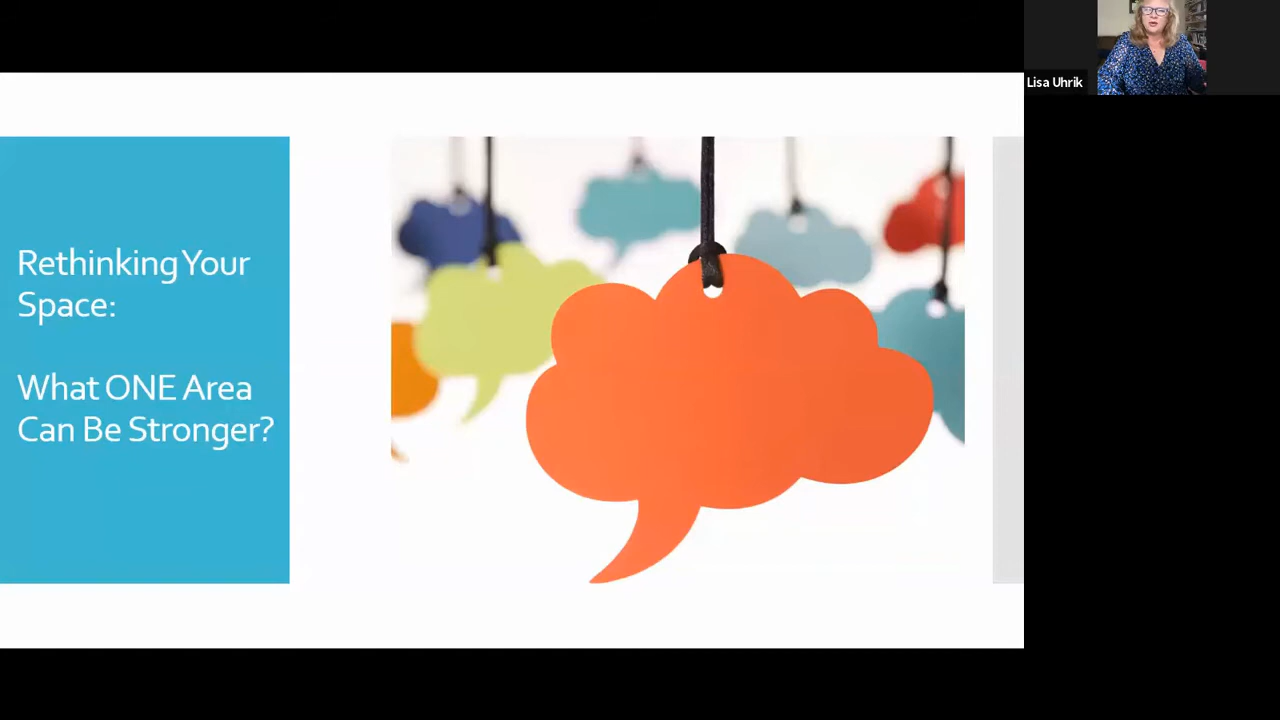 Rethinking Your
Space:
What ONE Area
Can Be Stronger?
Lisa Uhrik